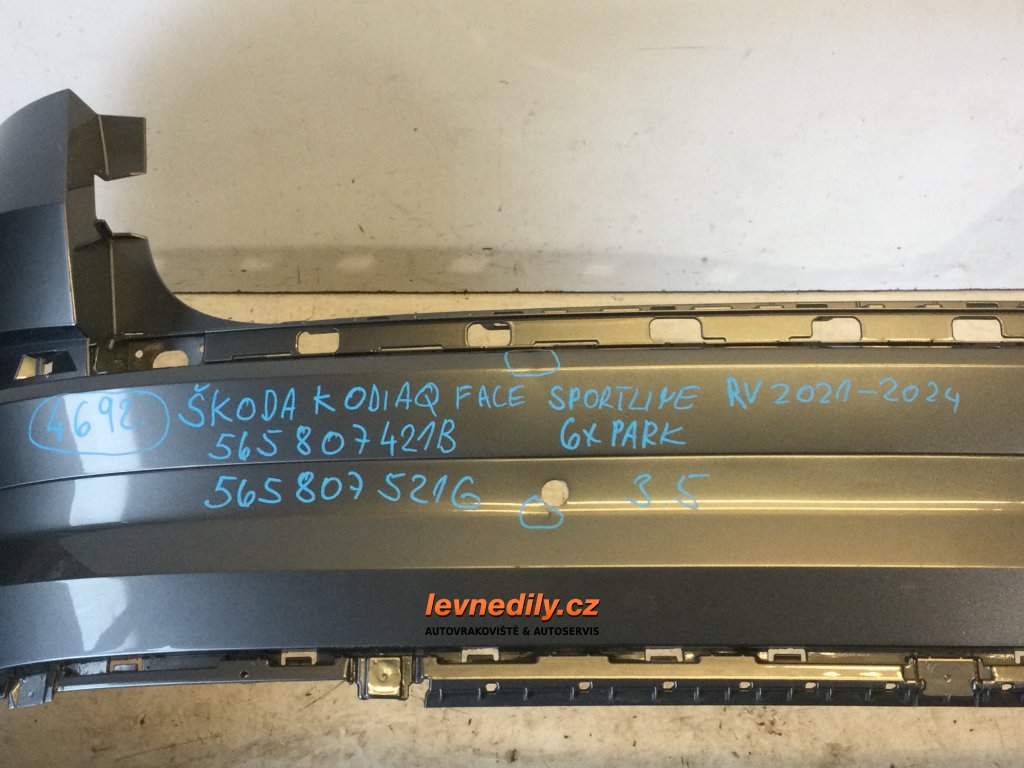 4692. ŠKODA KODIAQ FACE SPORTLINE RV 2021-2024
565807421B 6X PARK
565807521G 3.5
levnedily.cz
AUTOVRAKOVIŠTĚ & AUTOSERVIS